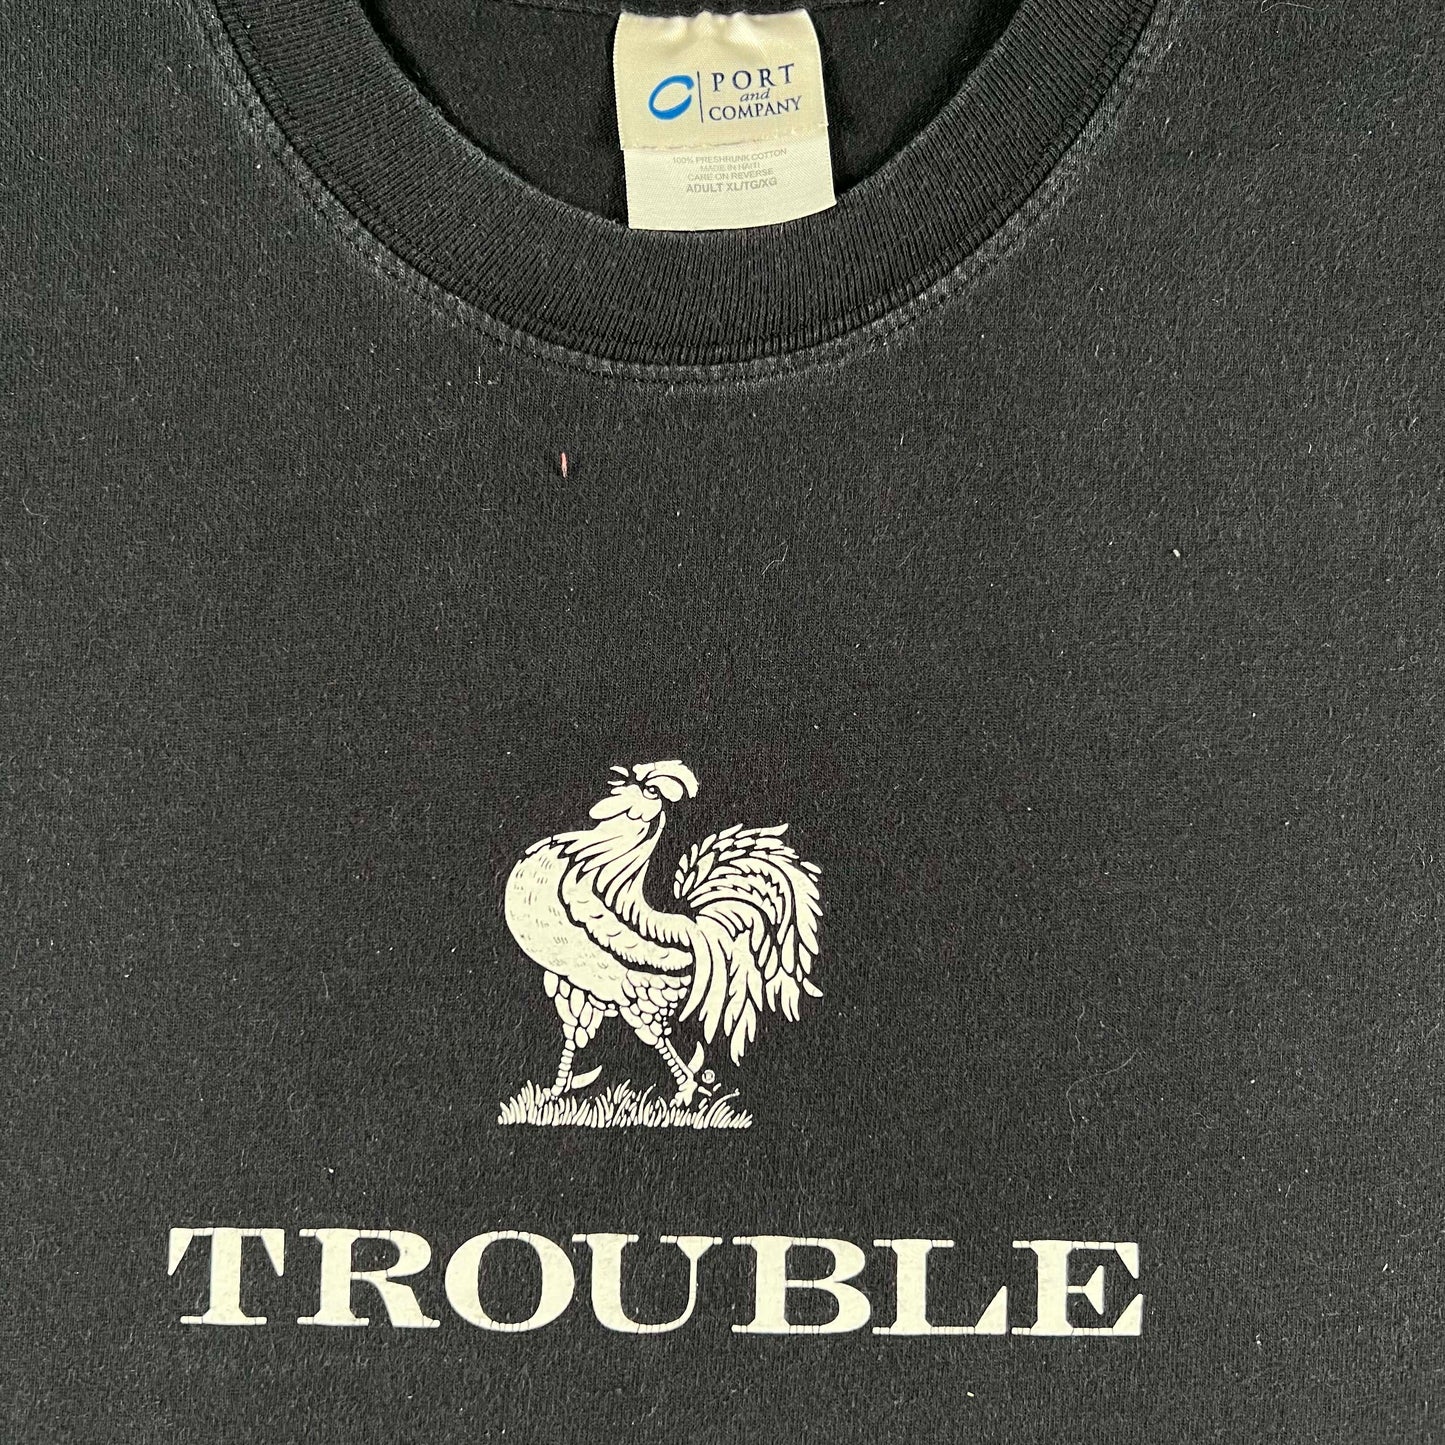 PORT
and
COMPANY
100% PRESHRUNK COTTON
MADE IN HAITI
CARE ON REVERSE
ADULT XL/TG/XG
®
TROUBLE